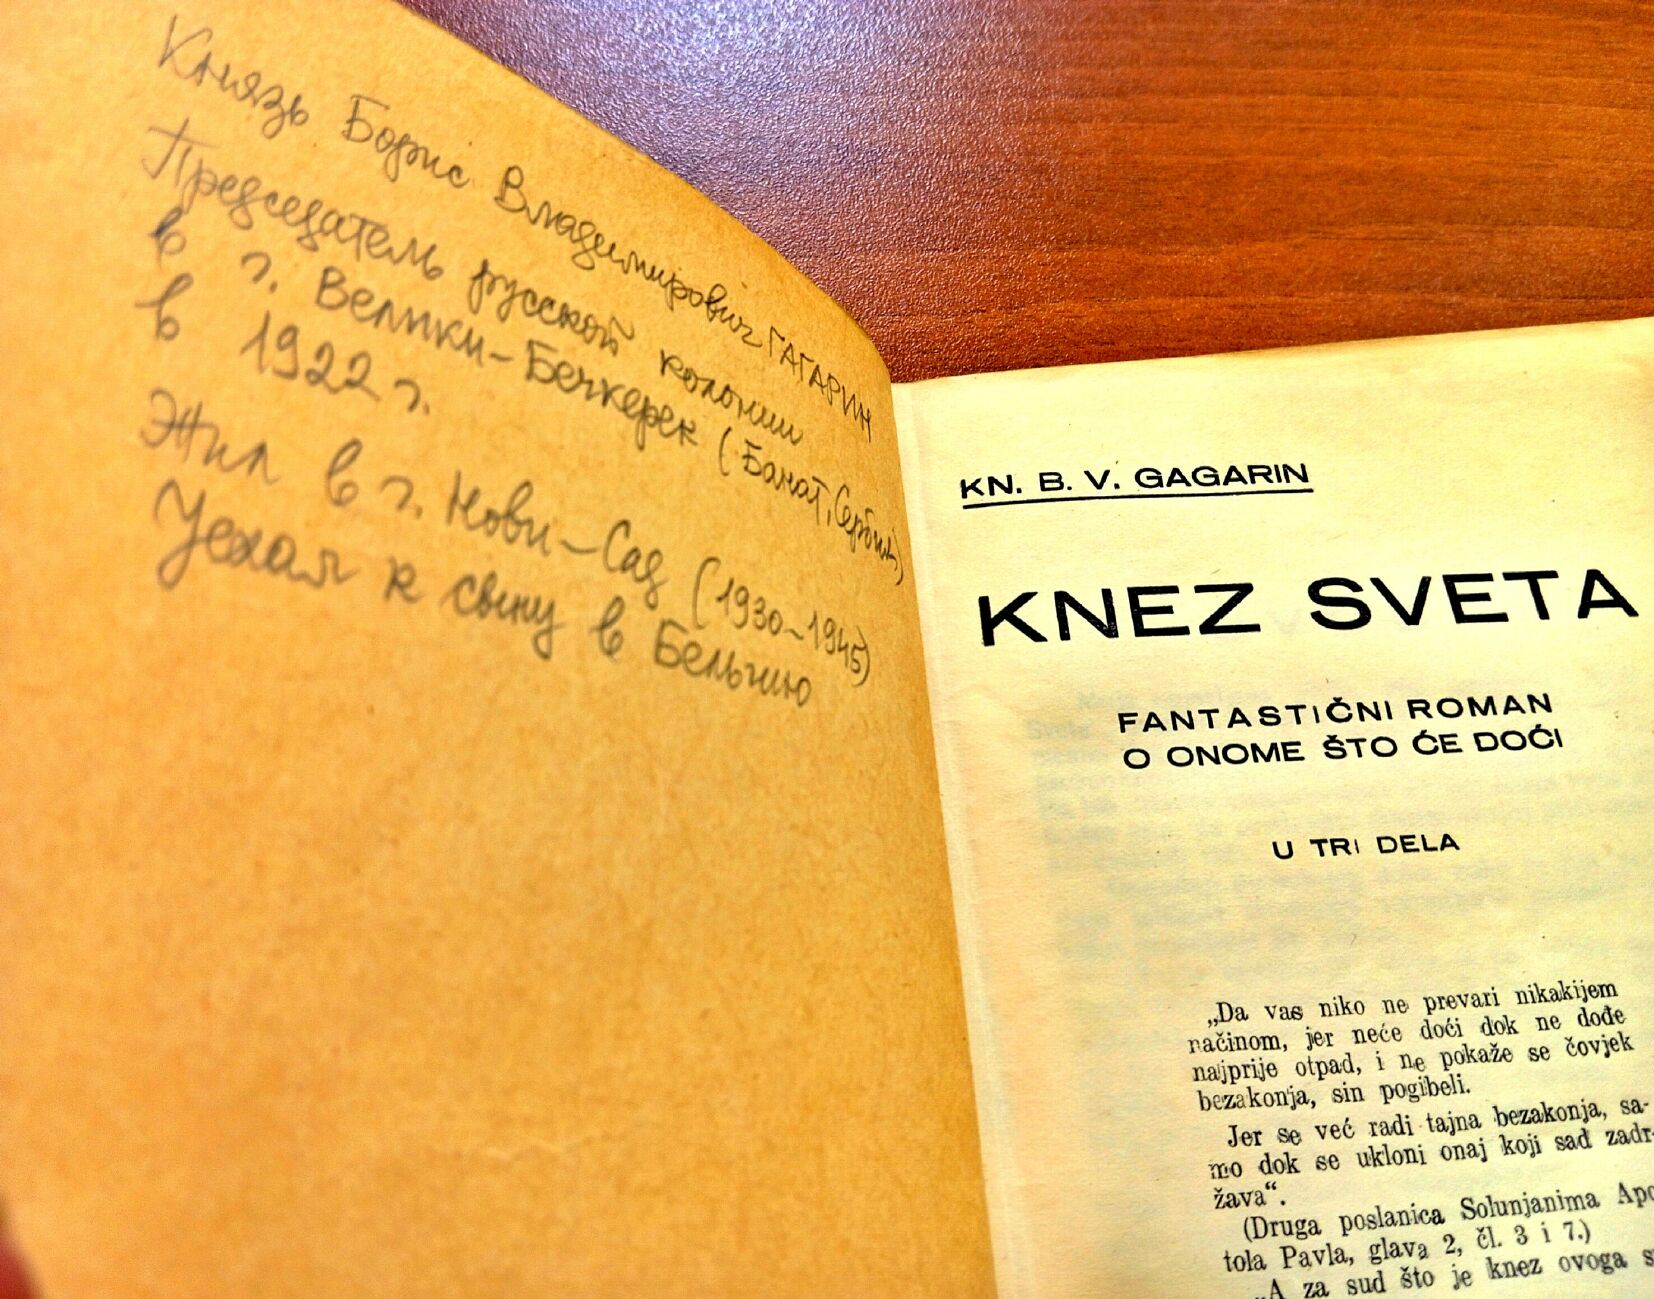 Князь Борис Владимирович ГАГАРИН
Председатель русской колонии
в г. Велики-Бечкерек (Банат, Сербия)
в 1922 г.
Жил в г. Нови-Сад (1930-1945)
Уехал к сыну в Бельгию
KN. B. V. GAGARIN
KNEZ SVETA
FANTASTIČNI ROMAN
O ONOME ŠTO ĆE DOĆI
U TRI DELA
„Da vas niko ne prevari nikakijem
načinom, jer neće doći dok ne dođe
najprije otpad, i ne pokaže se čovjek
bezakonja, sin pogibeli.
Jer se već radi tajna bezakonja, sa-
mo dok se ukloni onaj koji sad zadr-
žava“.
(Druga poslanica Solunjanima Apo
tola Pavla, glava 2, čl. 3 i 7.)
„A za sud što je knez ovoga